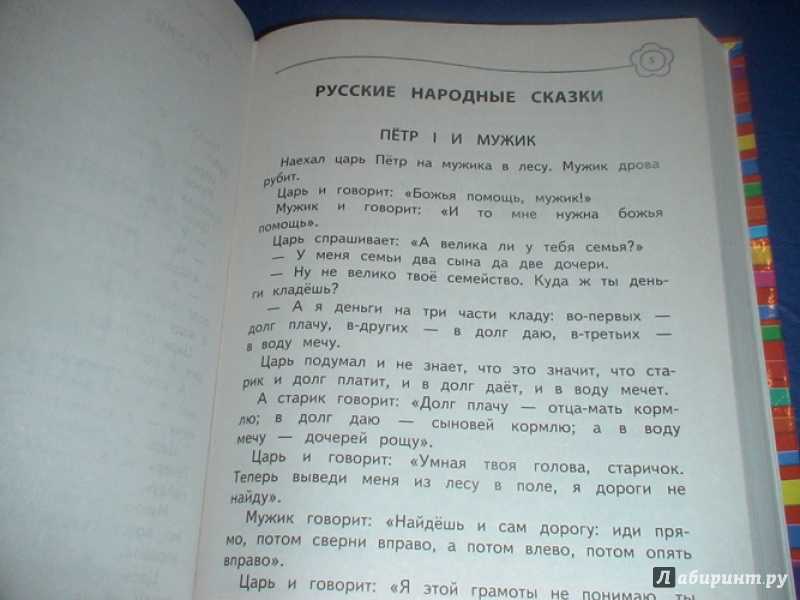 5
РУССКИЕ НАРОДНЫЕ СКАЗКИ
ПЁТР I И МУЖИК
Наехал царь Пётр на мужика в лесу. Мужик дрова
рубит.
Царь и говорит: «Божья помощь, мужик!»
Мужик и говорит: «И то мне нужна божья
помощь».
Царь спрашивает: «А велика ли у тебя семья?»
— У меня семьи два сына да две дочери.
— Ну не велико твоё семейство. Куда ж ты день-
ги кладёшь?
— А я деньги на три части кладу: во-первых —
долг плачу, в-других — в долг даю, в-третьих —
в воду мечу.
Царь подумал и не знает, что это значит, что ста-
рик и долг платит, и в долг даёт, и в воду мечет.
А старик говорит: «Долг плачу — отца-мать корм-
лю; в долг даю — сыновей кормлю; а в воду
мечу — дочерей рощу».
Царь и говорит: «Умная твоя голова, старичок.
Теперь выведи меня из лесу в поле, я дороги не
найду».
Мужик говорит: «Найдёшь и сам дорогу: иди пря-
мо, потом сверни вправо, а потом влево, потом опять
вправо».
Царь и говорит: «Я этой грамоты не понимаю, ты
Лабиринт.ру